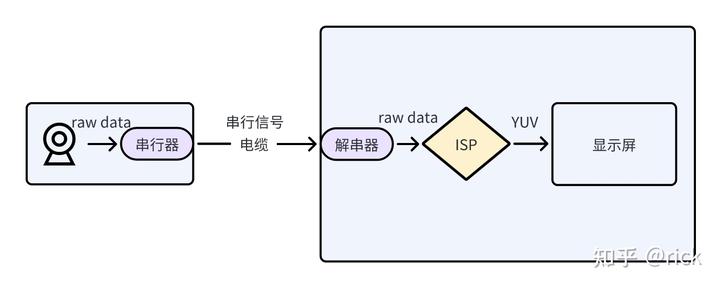 raw data
串行器
串行信号
电缆
解串器
raw data
ISP
YUV
显示屏
知乎 @rick